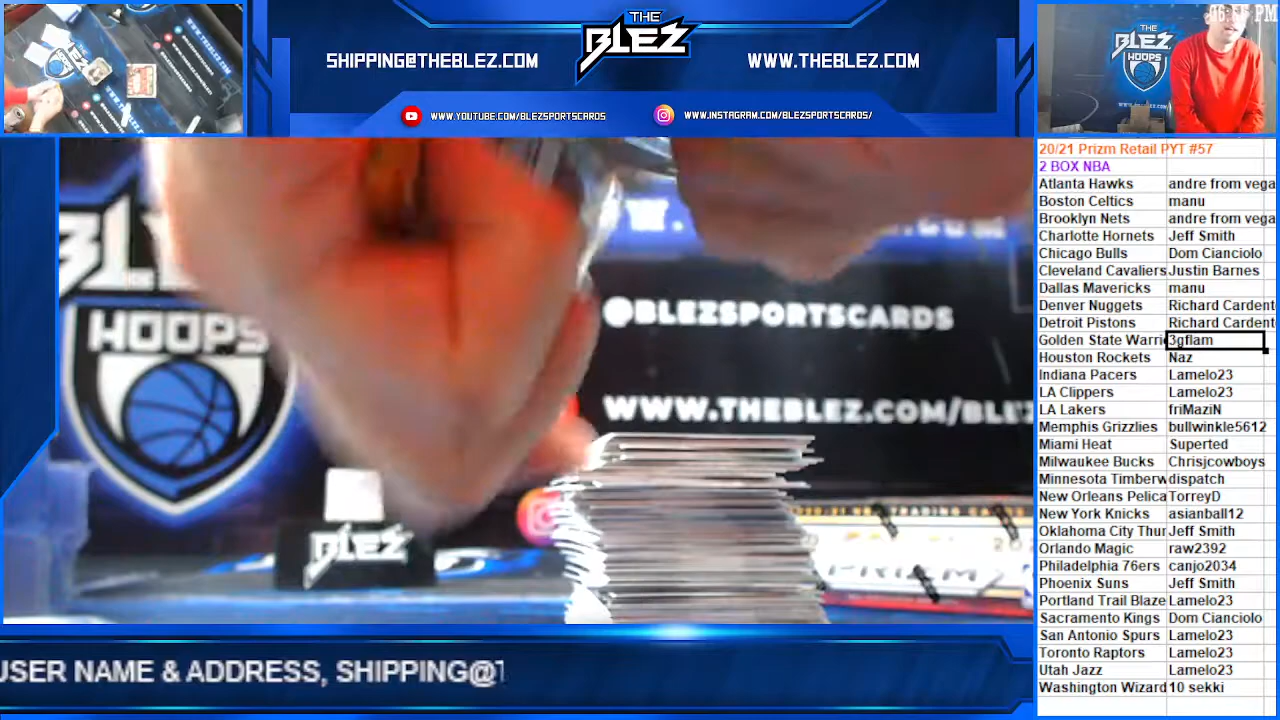 SHIPPING@THEBLEZ.COM
THE
BLEZ
WWW.THEBLEZ.COM
WWW.YOUTUBE.COM/BLEZSPORTSCARDS
WWW.INSTAGRAM.COM/BLEZSPORTSCARDS/
THE
BLEZ
HOOPS
20/21 Prizm Retail PYT #57
2 BOX NBA
Atlanta Hawks andre from vega
Boston Celtics manu
Brooklyn Nets andre from vega
Charlotte Hornets Jeff Smith
Chicago Bulls Dom Cianciolo
Cleveland Cavaliers Justin Barnes
Dallas Mavericks manu
Denver Nuggets Richard Cardent
Detroit Pistons Richard Cardent
Golden State Warri 3gflam
Houston Rockets Naz
Indiana Pacers Lamelo23
LA Clippers Lamelo23
LA Lakers friMaziN
Memphis Grizzlies bullwinkle5612
Miami Heat Superted
Milwaukee Bucks Chrisjcowboys
Minnesota Timberw dispatch
New Orleans Pelica TorreyD
New York Knicks asianball12
Oklahoma City Thur Jeff Smith
Orlando Magic raw2392
Philadelphia 76ers canjo2034
Phoenix Suns Jeff Smith
Portland Trail Blaze Lamelo23
Sacramento Kings Dom Cianciolo
San Antonio Spurs Lamelo23
Toronto Raptors Lamelo23
Utah Jazz Lamelo23
Washington Wizard 10 sekki
HOOPS
@BLEZSPORTSCARDS
WWW.THEBLEZ.COM/BLEZ
BLEZ
PRIZM
USER NAME & ADDRESS, SHIPPING@T